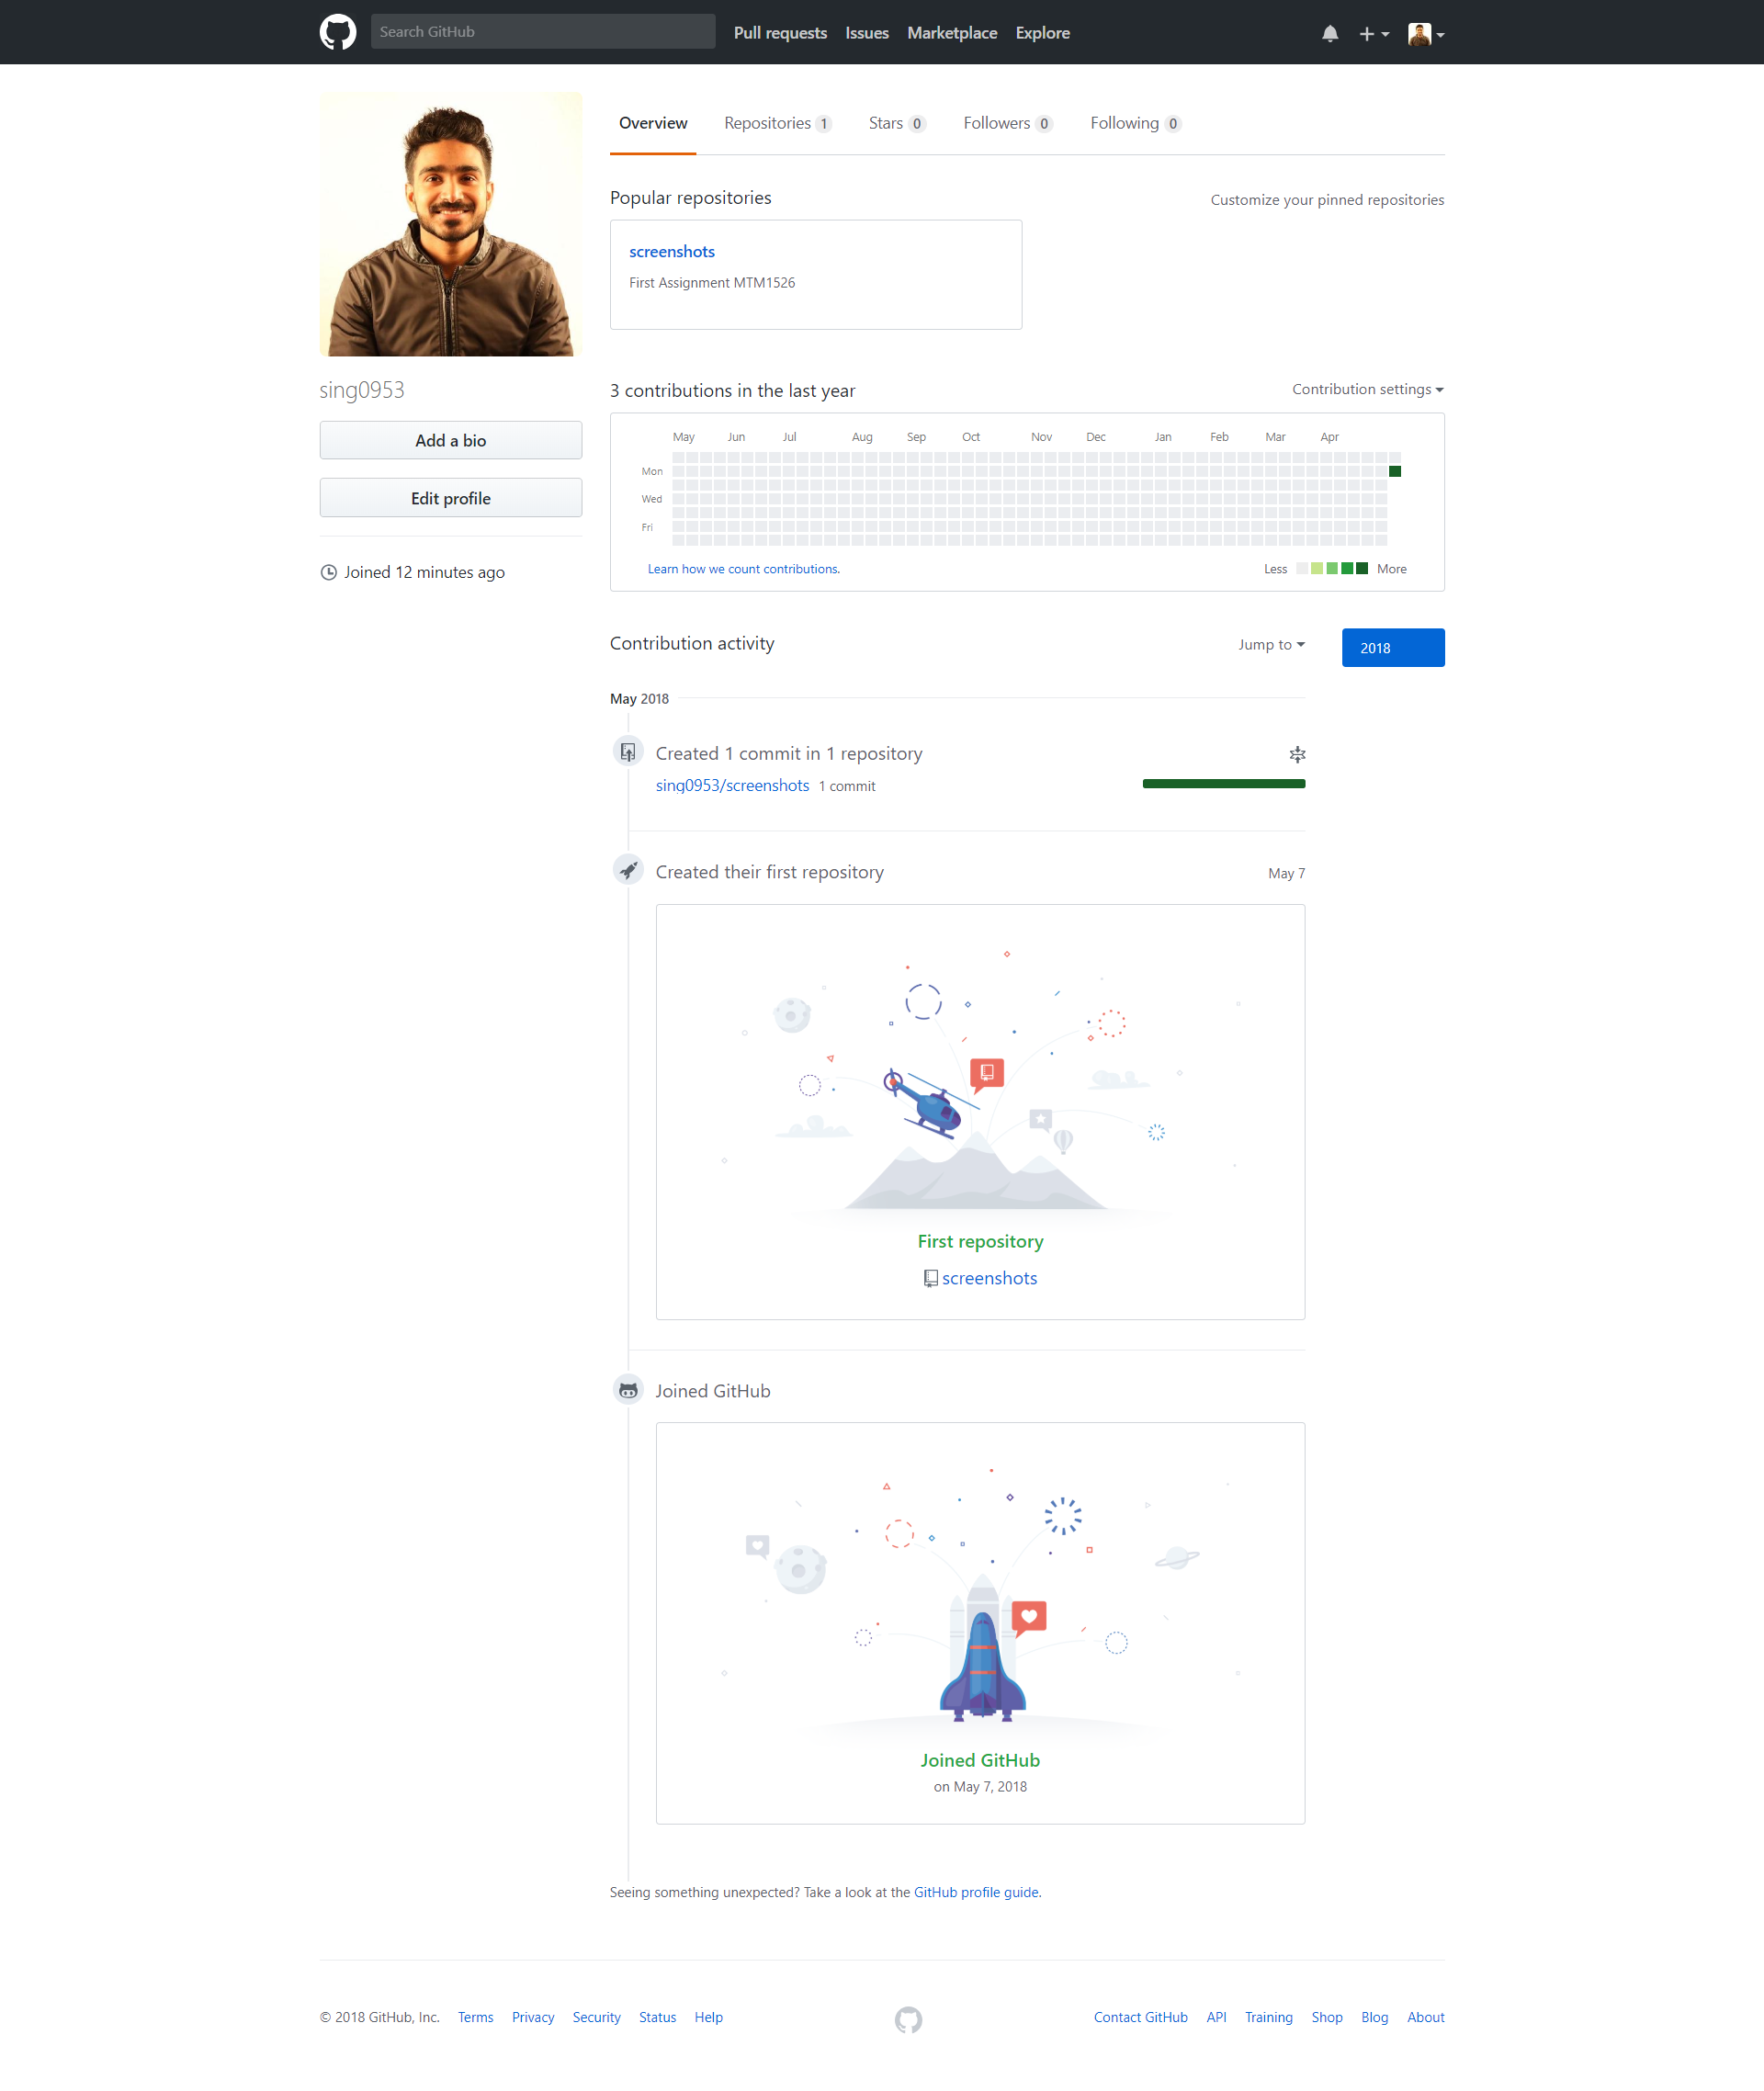 Search GitHub
Pull requests Issues Marketplace Explore
Overview Repositories 1 Stars 0 Followers 0 Following 0
Popular repositories Customize your pinned repositories
screenshots
First Assignment MTM1526
sing0953
Add a bio
Edit profile
Joined 12 minutes ago
3 contributions in the last year Contribution settings
May Jun Jul Aug Sep Oct Nov Dec Jan Feb Mar Apr
Mon
Wed
Fri
Learn how we count contributions. Less More
Contribution activity Jump to 2018
May 2018
Created 1 commit in 1 repository
sing0953/screenshots 1 commit
Created their first repository May 7
First repository
screenshots
Joined GitHub
Joined GitHub
on May 7, 2018
Seeing something unexpected? Take a look at the GitHub profile guide.
© 2018 GitHub, Inc. Terms Privacy Security Status Help Contact GitHub API Training Shop Blog About